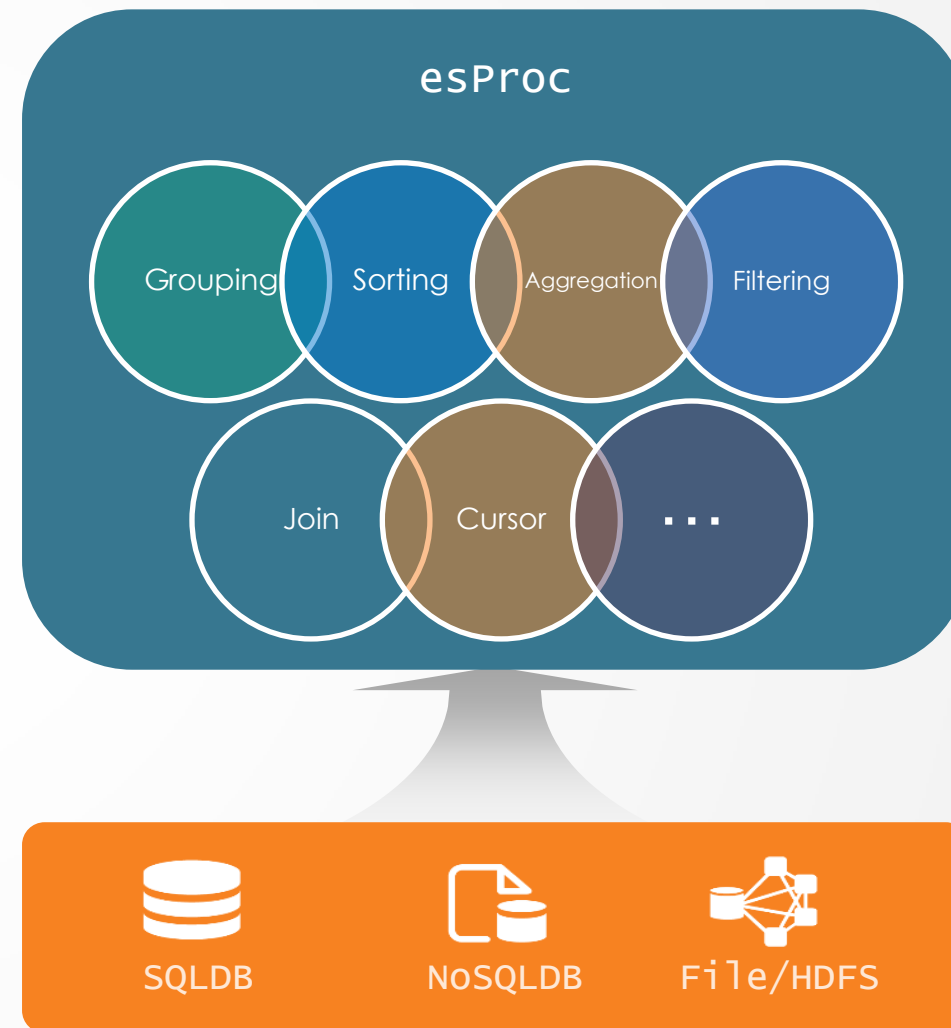 esProc
Grouping Sorting Aggregation Filtering
Join Cursor ...
SQLDB NoSQLDB File/HDFS